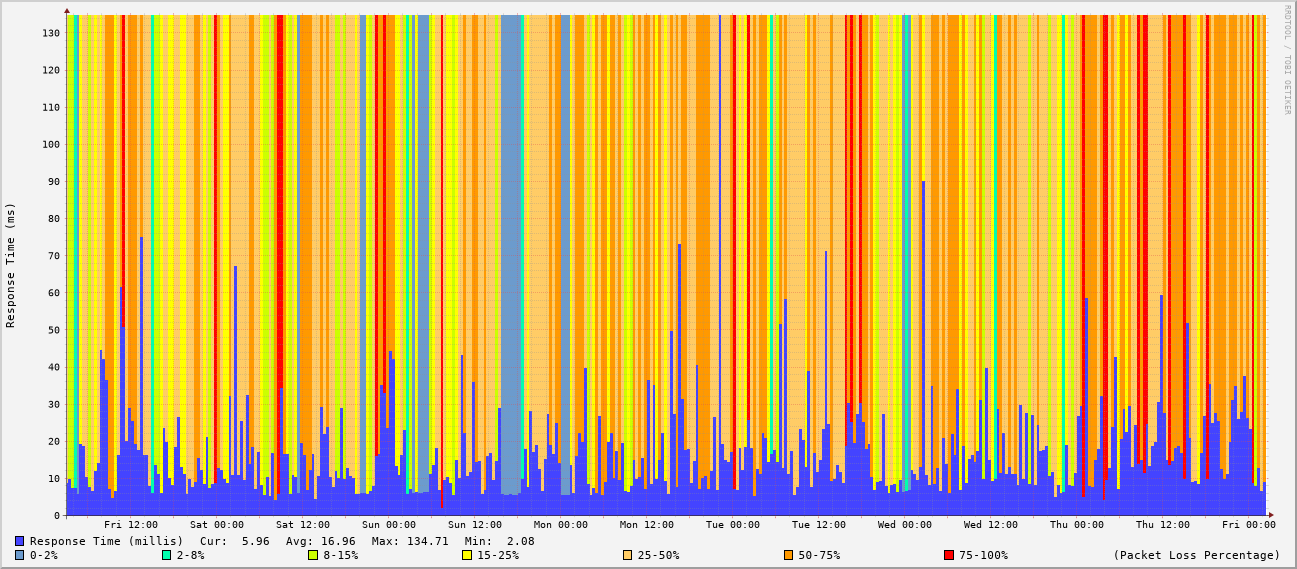 RRDTOOL / TOBI OETIKER
Response Time (ms)
130
120
110
100
90
80
70
60
50
40
30
20
10
0
Fri 12:00 Sat 00:00 Sat 12:00 Sun 00:00 Sun 12:00 Mon 00:00 Mon 12:00 Tue 00:00 Tue 12:00 Wed 00:00 Wed 12:00 Thu 00:00 Thu 12:00 Fri 00:00
Response Time (millis) Cur: 5.96 Avg: 16.96 Max: 134.71 Min: 2.08
0-2% 2-8% 8-15% 15-25% 25-50% 50-75% 75-100% (Packet Loss Percentage)